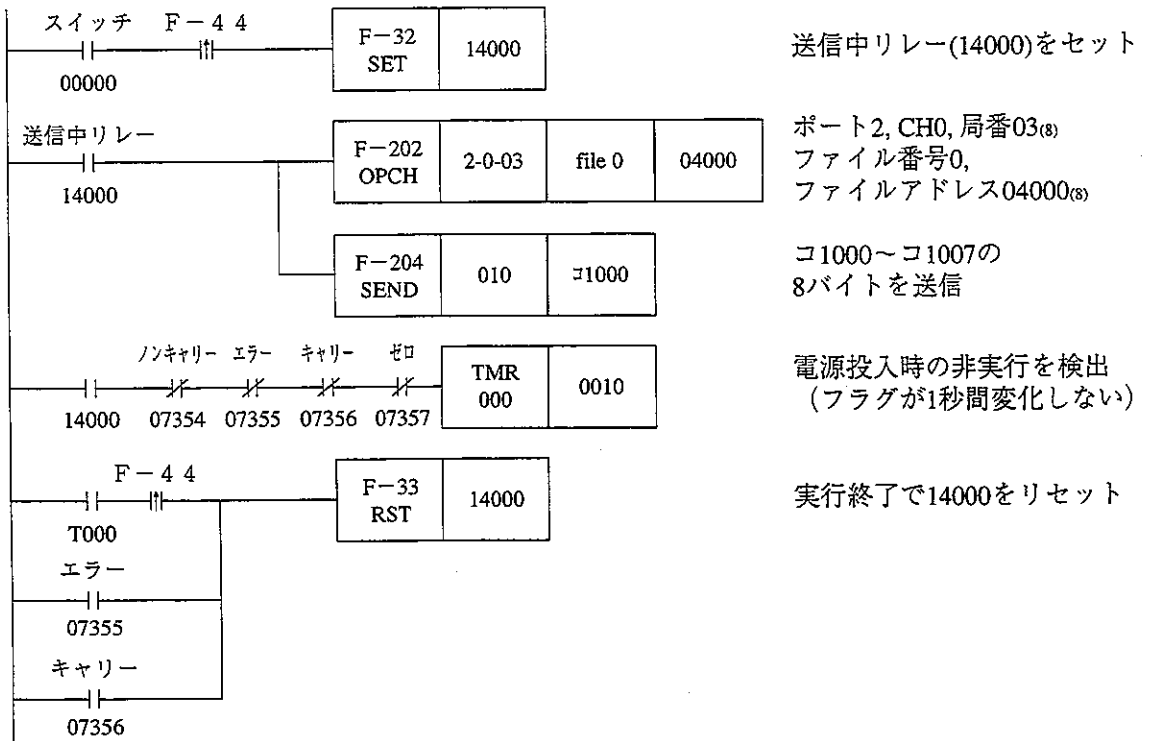 スイッチ F－４４
F－32 SET 14000
00000
送信中リレー(14000)をセット
送信中リレー
14000
F－202 OPCH 2-0-03 file 0 04000
ポート2, CH0, 局番03(8)
ファイル番号0,
ファイルアドレス04000(8)
F－204 SEND 010 ｺ1000
コ1000～コ1007の
8バイトを送信
ノンキャリー エラー キャリー ゼロ
14000 07354 07355 07356 07357
TMR 000 0010
電源投入時の非実行を検出
（フラグが1秒間変化しない）
F－４４
T000
F－33 RST 14000
実行終了で14000をリセット
エラー
07355
キャリー
07356